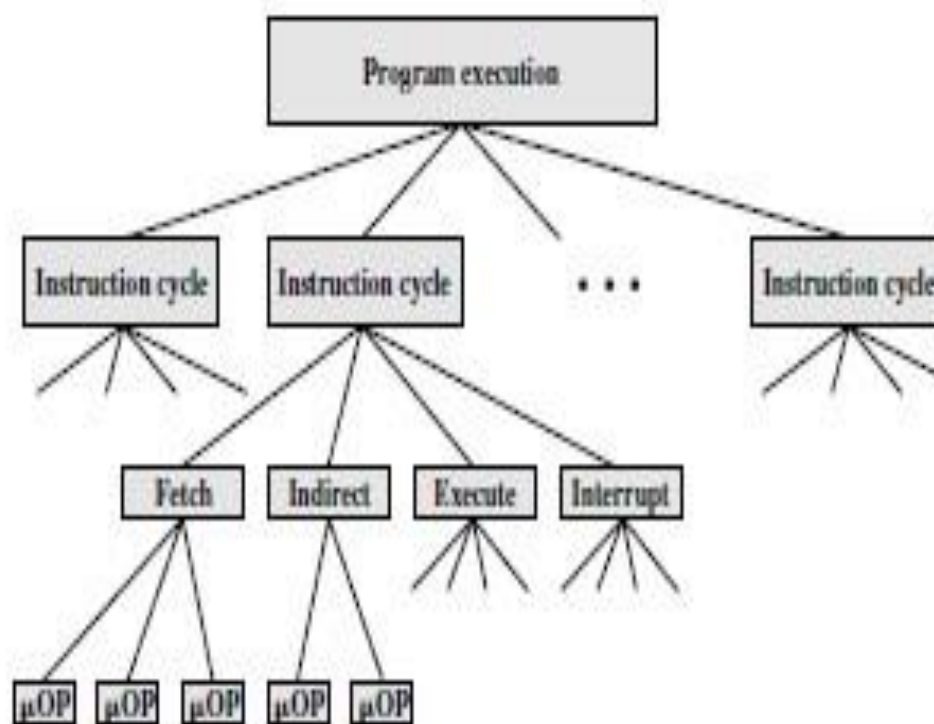 Program execution
Instruction cycle
Instruction cycle
• • •
Instruction cycle
Fetch
Indirect
Execute
Interrupt
μOP
μOP
μOP
μOP
μOP